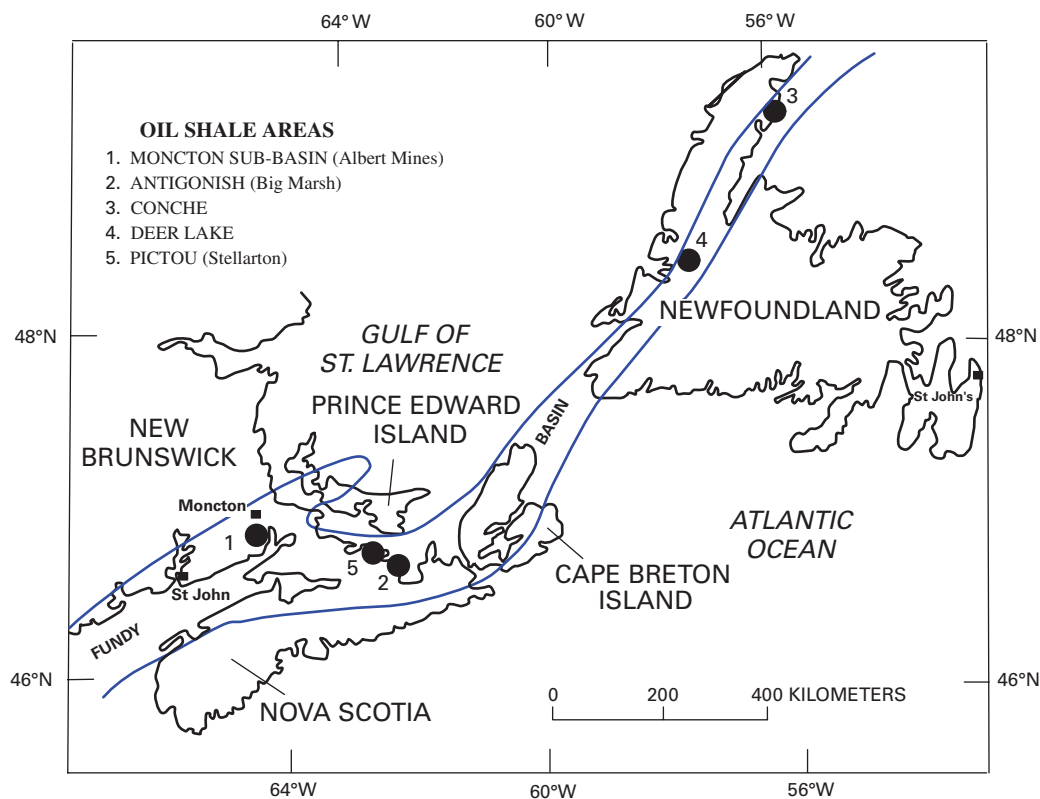 64°W
60°W
56°W
OIL SHALE AREAS
1. MONCTON SUB-BASIN (Albert Mines)
2. ANTIGONISH (Big Marsh)
3. CONCHE
4. DEER LAKE
5. PICTOU (Stellarton)
3
4
NEWFOUNDLAND
48°N
48°N
GULF OF
ST. LAWRENCE
St John's
PRINCE EDWARD
ISLAND
BASIN
NEW
BRUNSWICK
Moncton
1
ATLANTIC
OCEAN
5
2
CAPE BRETON
ISLAND
St John
FUNDY
46°N
46°N
0 200 400 KILOMETERS
NOVA SCOTIA
64°W
60°W
56°W